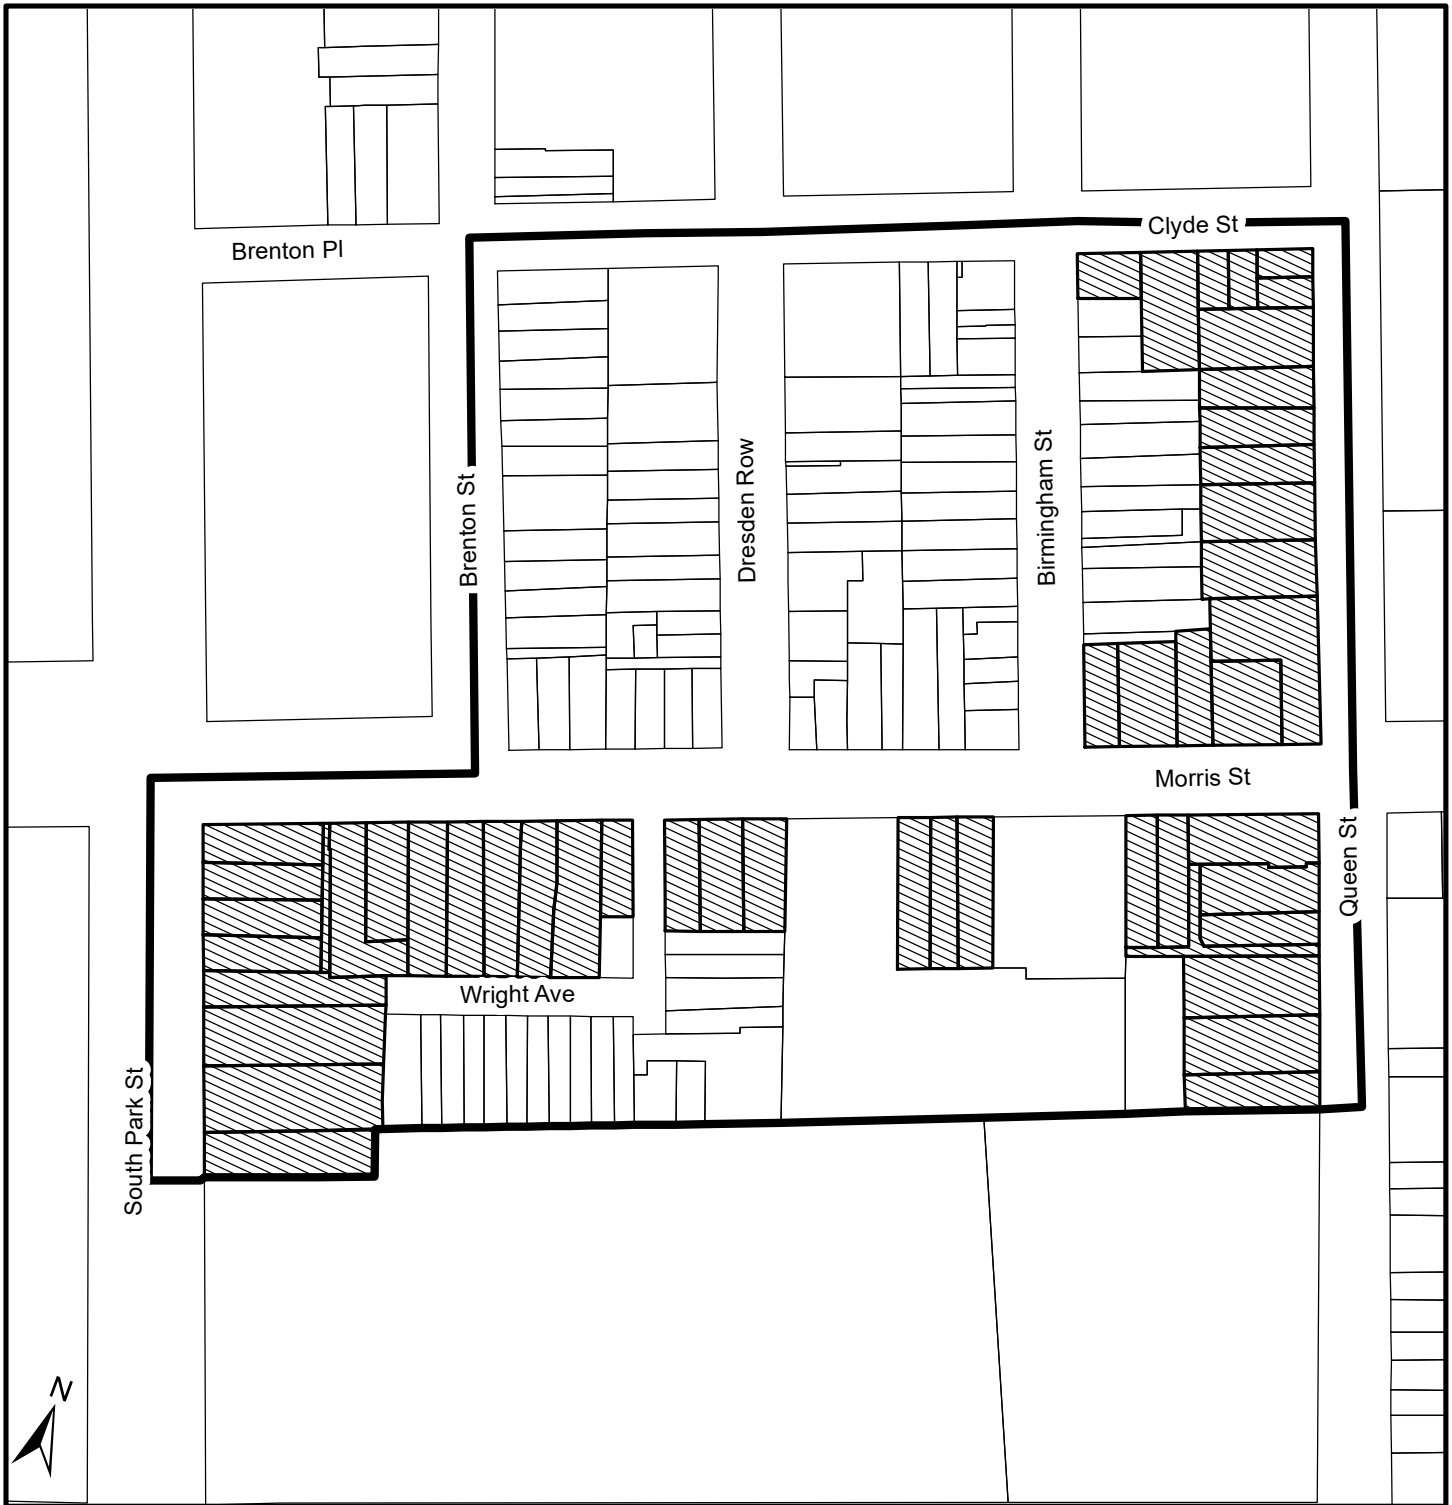 Clyde St
Brenton Pl
Brenton St
Dresden Row
Birmingham St
Morris St
Queen St
Wright Ave
South Park St
N